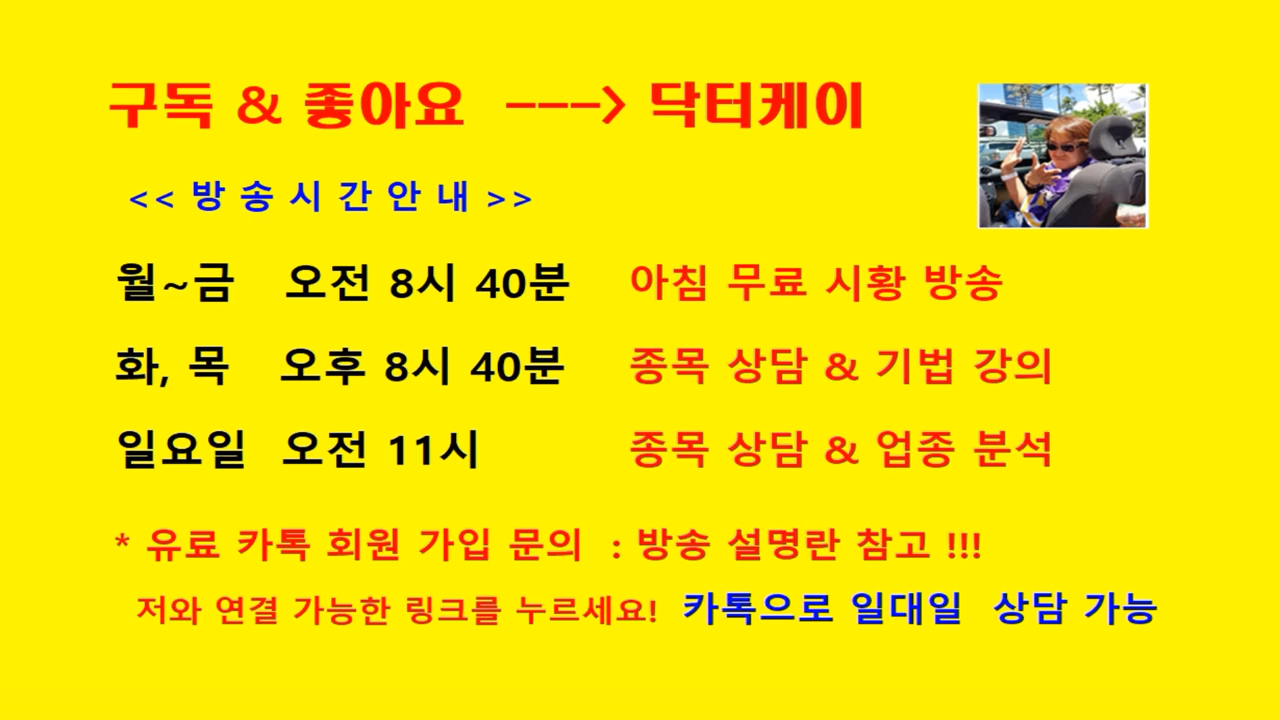 구독 & 좋아요 ---> 닥터케이
<< 방 송 시 간 안 내 >>
월~금 오전 8시 40분 아침 무료 시황 방송
화, 목 오후 8시 40분 종목 상담 & 기법 강의
일요일 오전 11시 종목 상담 & 업종 분석
* 유료 카톡 회원 가입 문의 : 방송 설명란 참고 !!!
저와 연결 가능한 링크를 누르세요! 카톡으로 일대일 상담 가능